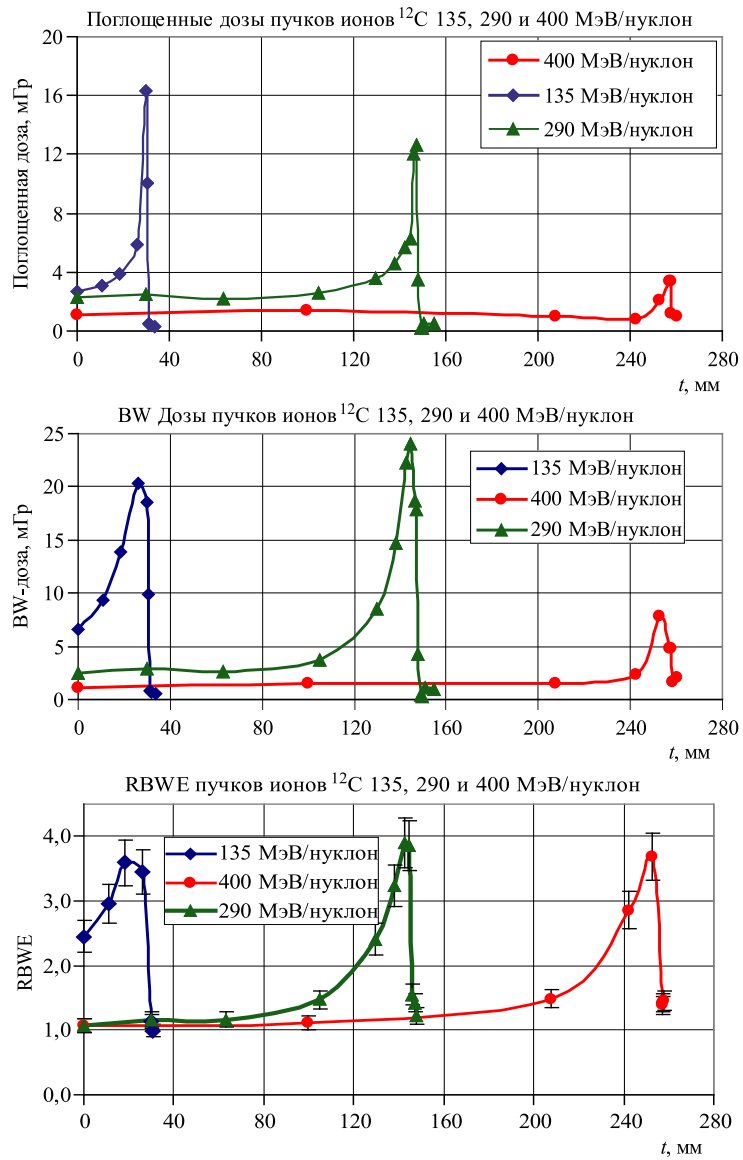 Поглощенные дозы пучков ионов ¹²C 135, 290 и 400 МэВ/нуклон
Поглощенная доза, мГр
20
16
12
8
4
0
400 МэВ/нуклон
135 МэВ/нуклон
290 МэВ/нуклон
0 40 80 120 160 200 240 280
t, мм
BW Дозы пучков ионов ¹²C 135, 290 и 400 МэВ/нуклон
BW-доза, мГр
25
20
15
10
5
0
135 МэВ/нуклон
400 МэВ/нуклон
290 МэВ/нуклон
0 40 80 120 160 200 240 280
t, мм
RBWE пучков ионов ¹²C 135, 290 и 400 МэВ/нуклон
RBWE
4,0
3,0
2,0
1,0
0,0
135 МэВ/нуклон
400 МэВ/нуклон
290 МэВ/нуклон
0 40 80 120 160 200 240 280
t, мм